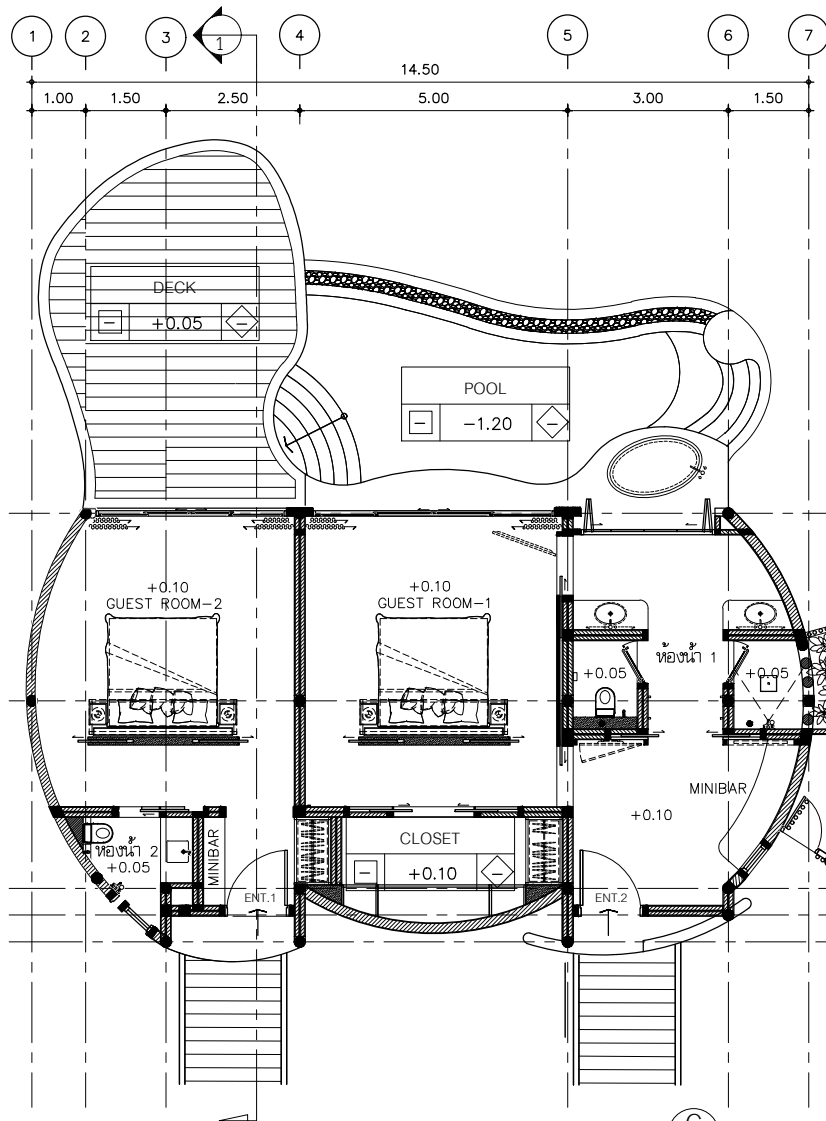 1 2 3 1 4 5 6 7
14.50
1.00 1.50 2.50 5.00 3.00 1.50
DECK
- +0.05 -
POOL
- -1.20 -
+0.10
GUEST ROOM-2
+0.10
GUEST ROOM-1
ห้องน้ำ 1
+0.05
+0.05
MINIBAR
+0.10
CLOSET
- +0.10 -
MINIBAR
ห้องน้ำ 2
+0.05
ENT.1
ENT.2